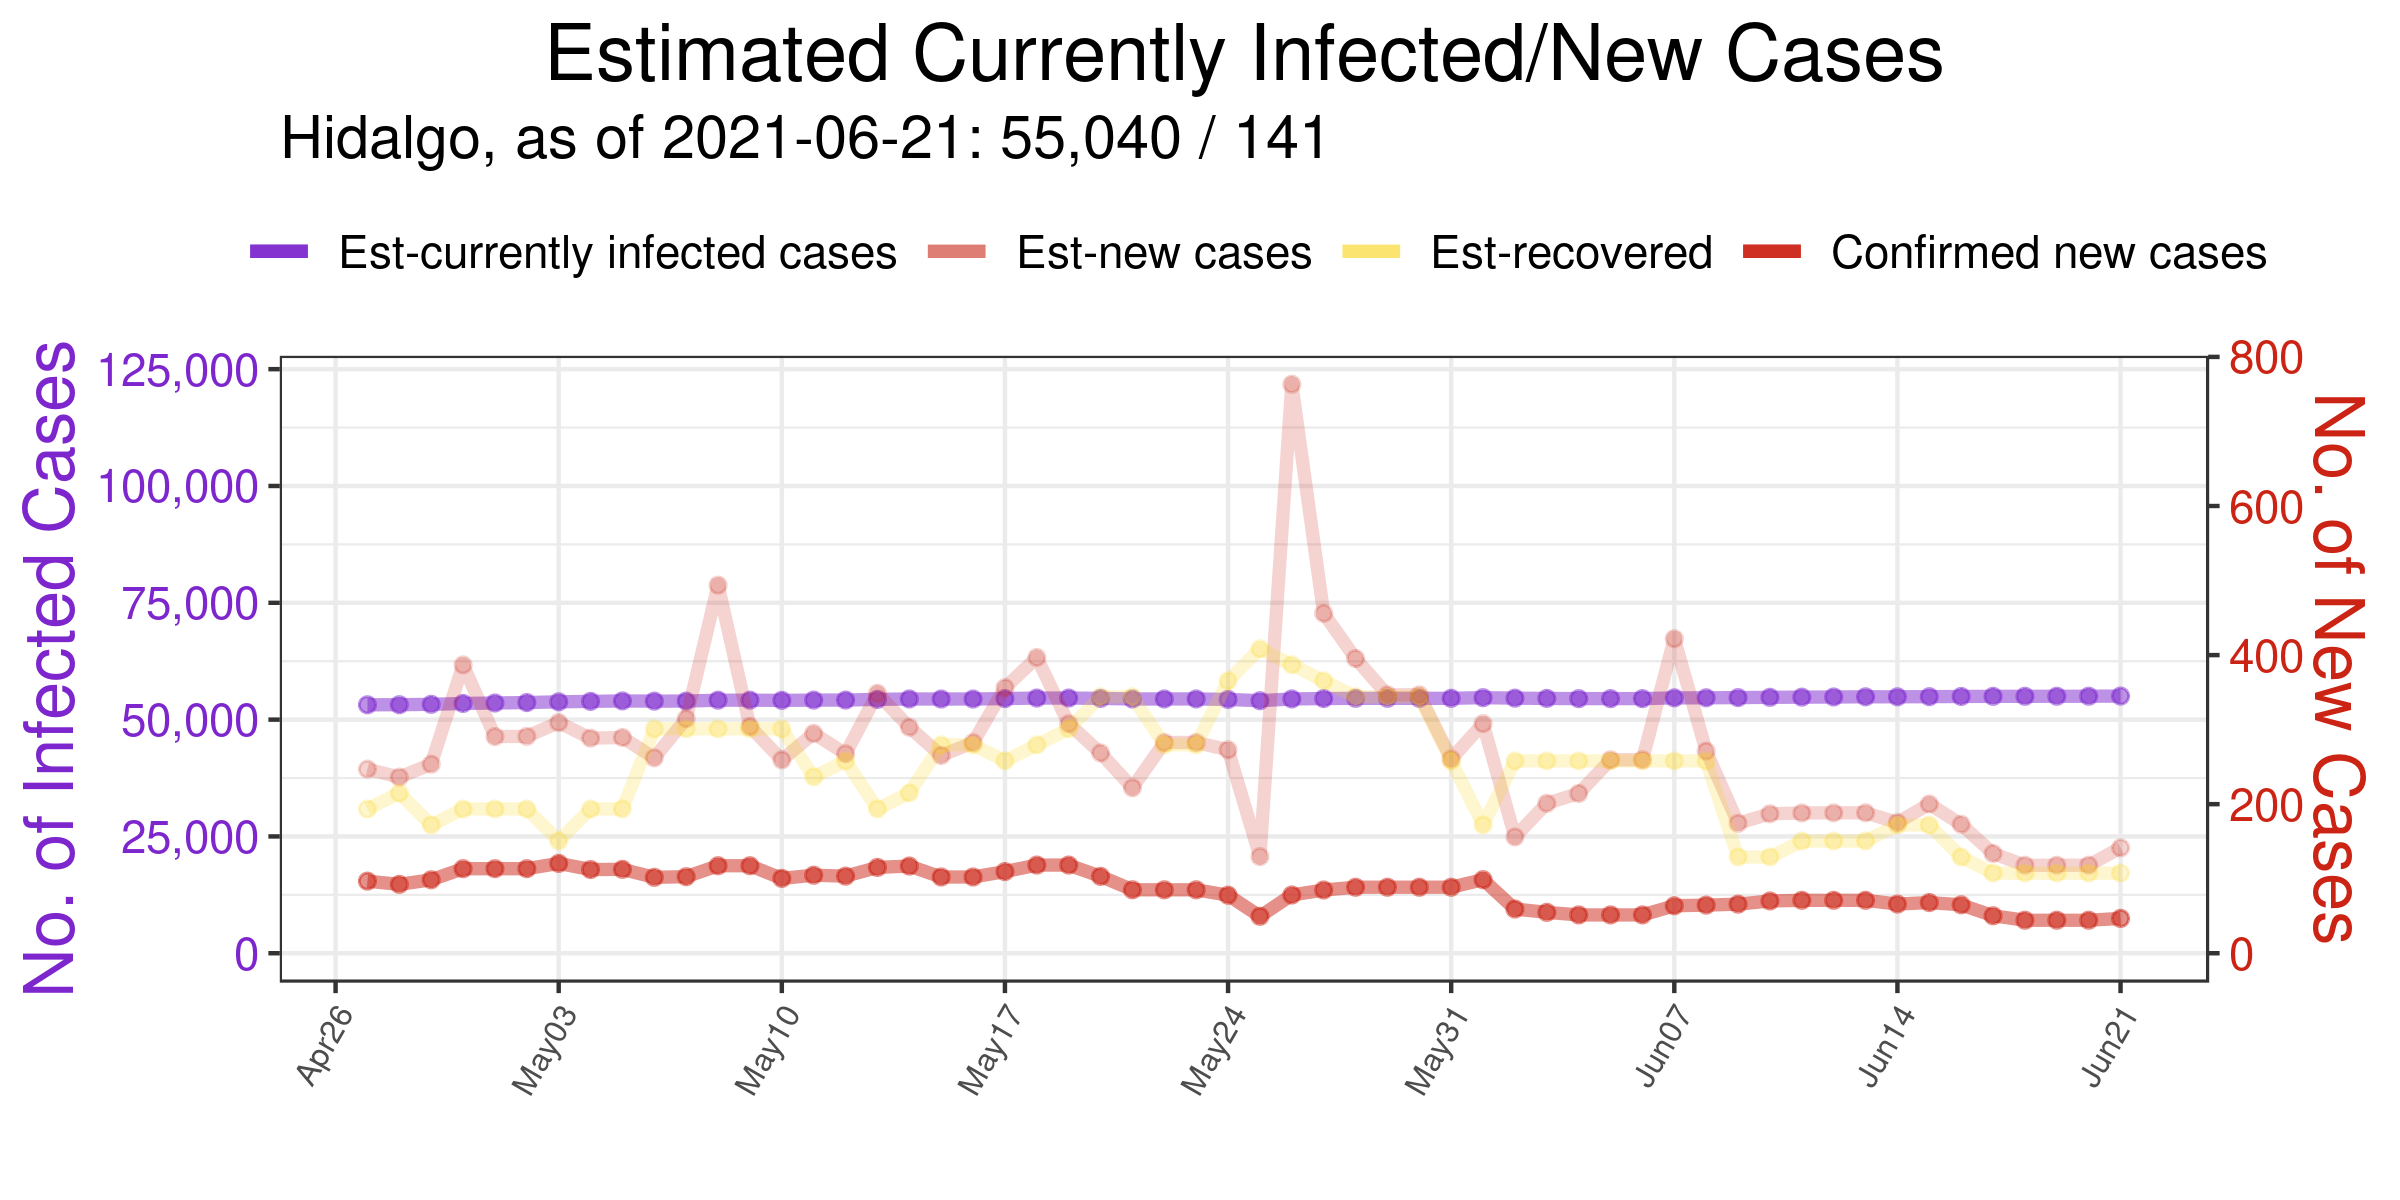 Estimated Currently Infected/New Cases
Hidalgo, as of 2021-06-21: 55,040 / 141
Est-currently infected cases Est-new cases Est-recovered Confirmed new cases
No. of Infected Cases
125,000
100,000
75,000
50,000
25,000
0
800
600
400
200
0
No. of New Cases
Apr26 May03 May10 May17 May24 May31 Jun07 Jun14 Jun21